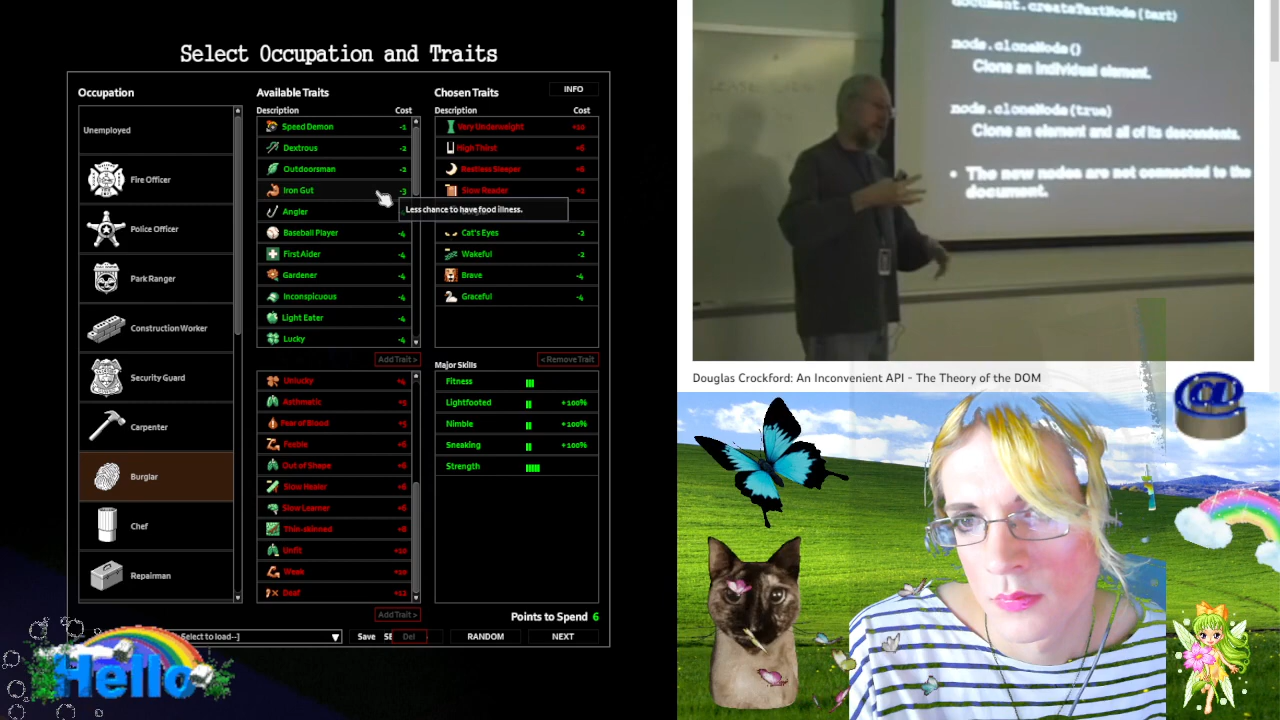 Select Occupation and Traits
Occupation
Unemployed
Fire Officer
Police Officer
Park Ranger
Construction Worker
Security Guard
Carpenter
Burglar
Chef
Repairman
Available Traits
Description Cost
Speed Demon -1
Dextrous -2
Outdoorsman -2
Iron Gut -3
Angler
Baseball Player -4
First Aider -4
Gardener -4
Inconspicuous -4
Light Eater -4
Lucky -4
Add Trait >
Unlucky +4
Asthmatic +5
Fear of Blood +5
Feeble +6
Out of Shape +6
Slow Healer +6
Slow Learner +6
Thin-skinned +8
Unfit +10
Weak +10
Deaf +12
Add Trait >
Chosen Traits
INFO
Description Cost
Very Underweight +10
High Thirst +6
Restless Sleeper +6
Slow Reader +2
Less chance to have food illness.
Cat's Eyes -2
Wakeful -2
Brave -4
Graceful -4
Major Skills
< Remove Trait
Fitness
Lightfooted +100%
Nimble +100%
Sneaking +100%
Strength
Points to Spend 6
Select to load--]
Save
Del
RANDOM
NEXT
Hello
document.createTextNode(text)
node.cloneNode()
Clone an individual element.
node.cloneNode(true)
Clone an element and all of its descendents.
• The new nodes are not connected to the
document.
Douglas Crockford: An Inconvenient API - The Theory of the DOM
@